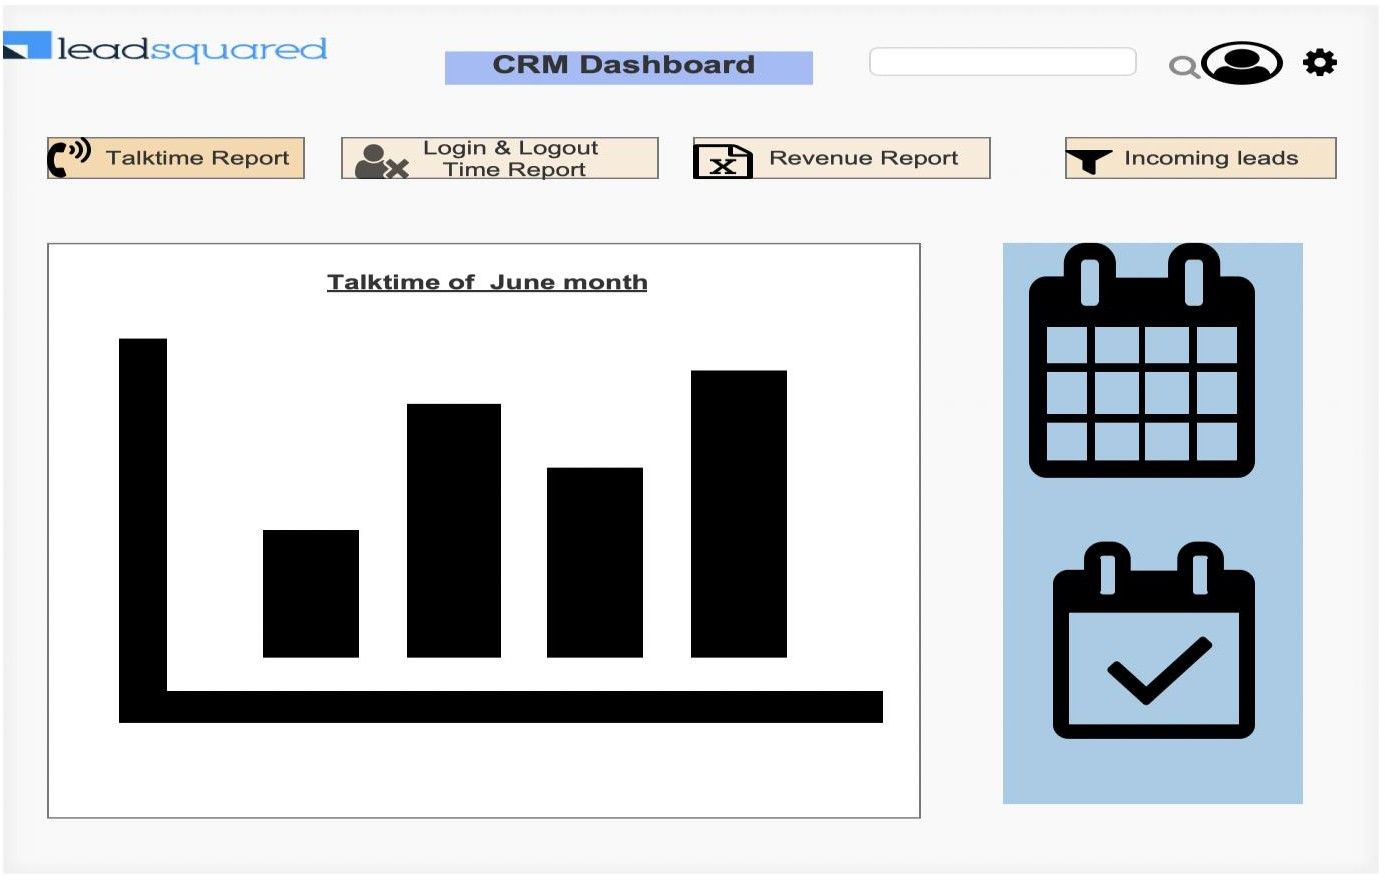 leadsquared
CRM Dashboard
Talktime Report
Login & Logout
Time Report
X
Revenue Report
Incoming leads
Talktime of June month